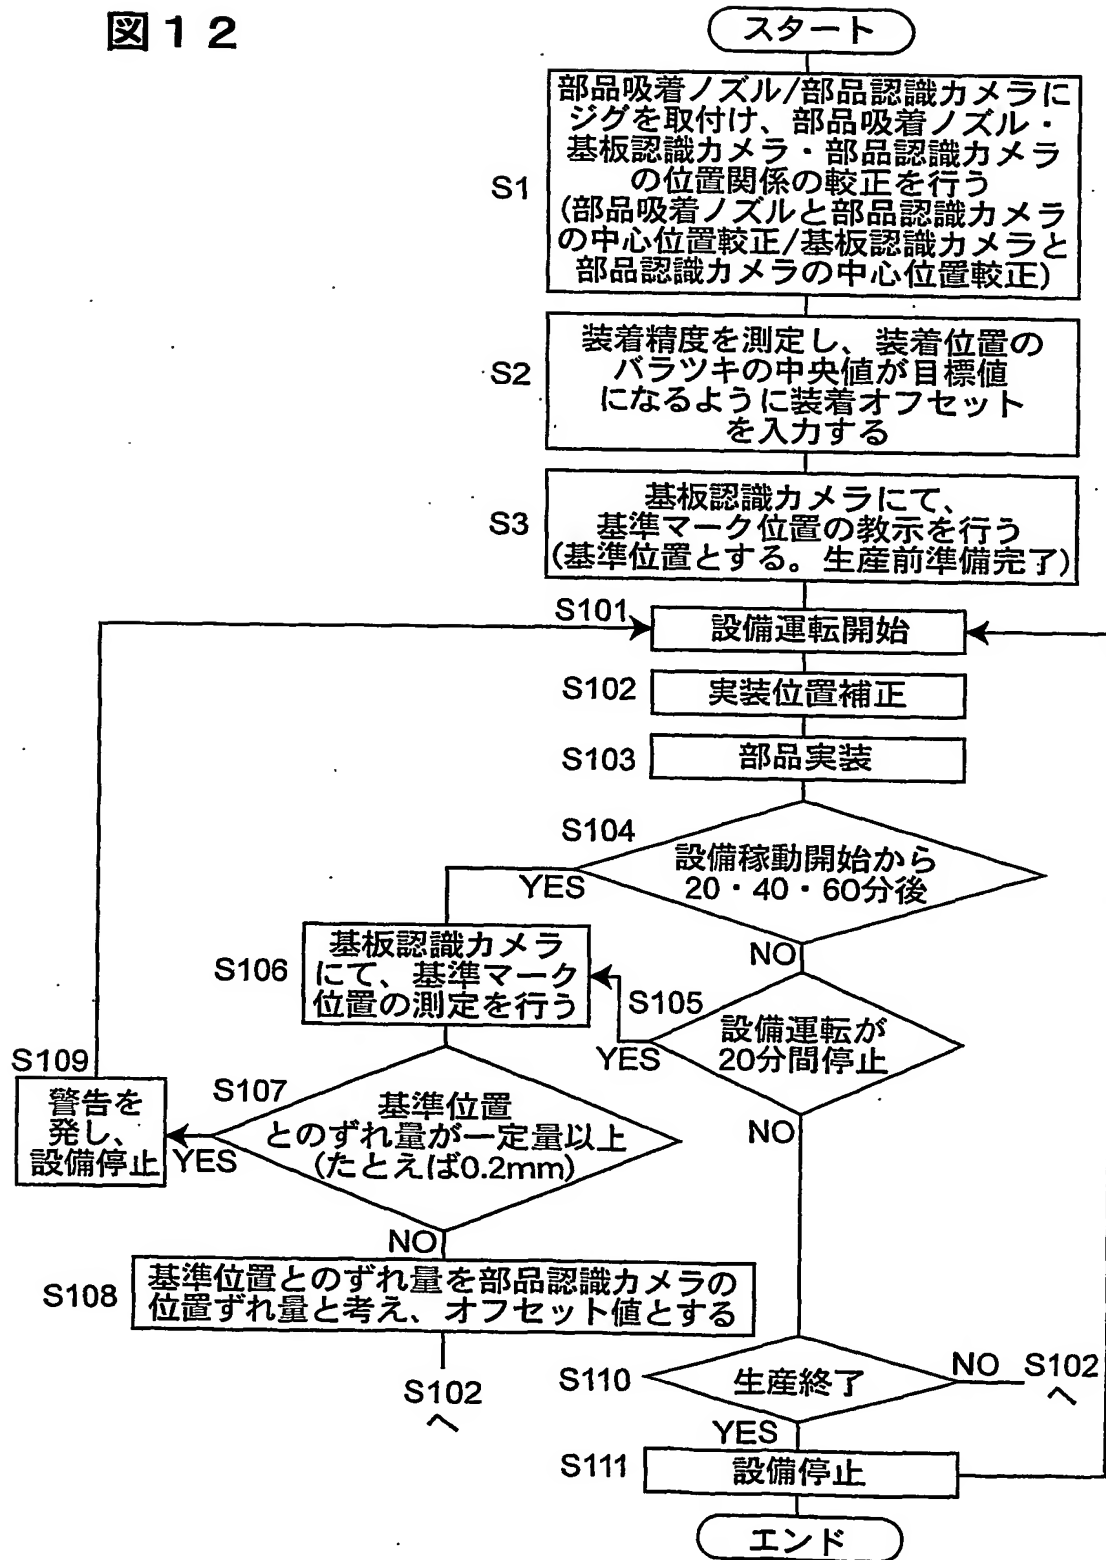 図12
スタート
S1
部品吸着ノズル/部品認識カメラに
ジグを取付け、部品吸着ノズル・
基板認識カメラ・部品認識カメラ
の位置関係の較正を行う
(部品吸着ノズルと部品認識カメラ
の中心位置較正/基板認識カメラと
部品認識カメラの中心位置較正)
S2
装着精度を測定し、装着位置の
バラツキの中央値が目標値
になるように装着オフセット
を入力する
S3
基板認識カメラにて、
基準マーク位置の教示を行う
(基準位置とする。生産前準備完了)
S101
設備運転開始
S102
実装位置補正
S103
部品実装
S104
設備稼動開始から
20・40・60分後
YES
NO
S105
設備運転が
20分間停止
YES
NO
S106
基板認識カメラ
にて、基準マーク
位置の測定を行う
S107
基準位置
とのずれ量が一定量以上
(たとえば0.2mm)
YES
NO
S109
警告を
発し、
設備停止
S108
基準位置とのずれ量を部品認識カメラの
位置ずれ量と考え、オフセット値とする
S102
へ
S110
生産終了
NO
S102
へ
YES
S111
設備停止
エンド